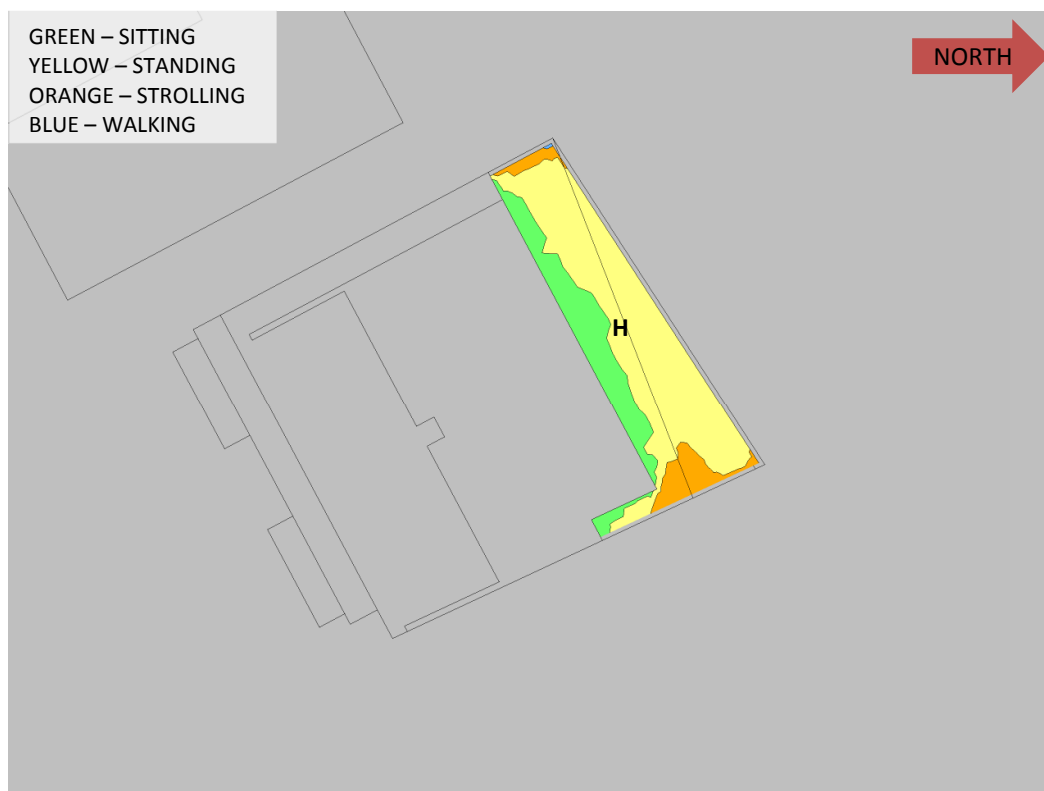 GREEN – SITTING
YELLOW – STANDING
ORANGE – STROLLING
BLUE – WALKING
NORTH
H